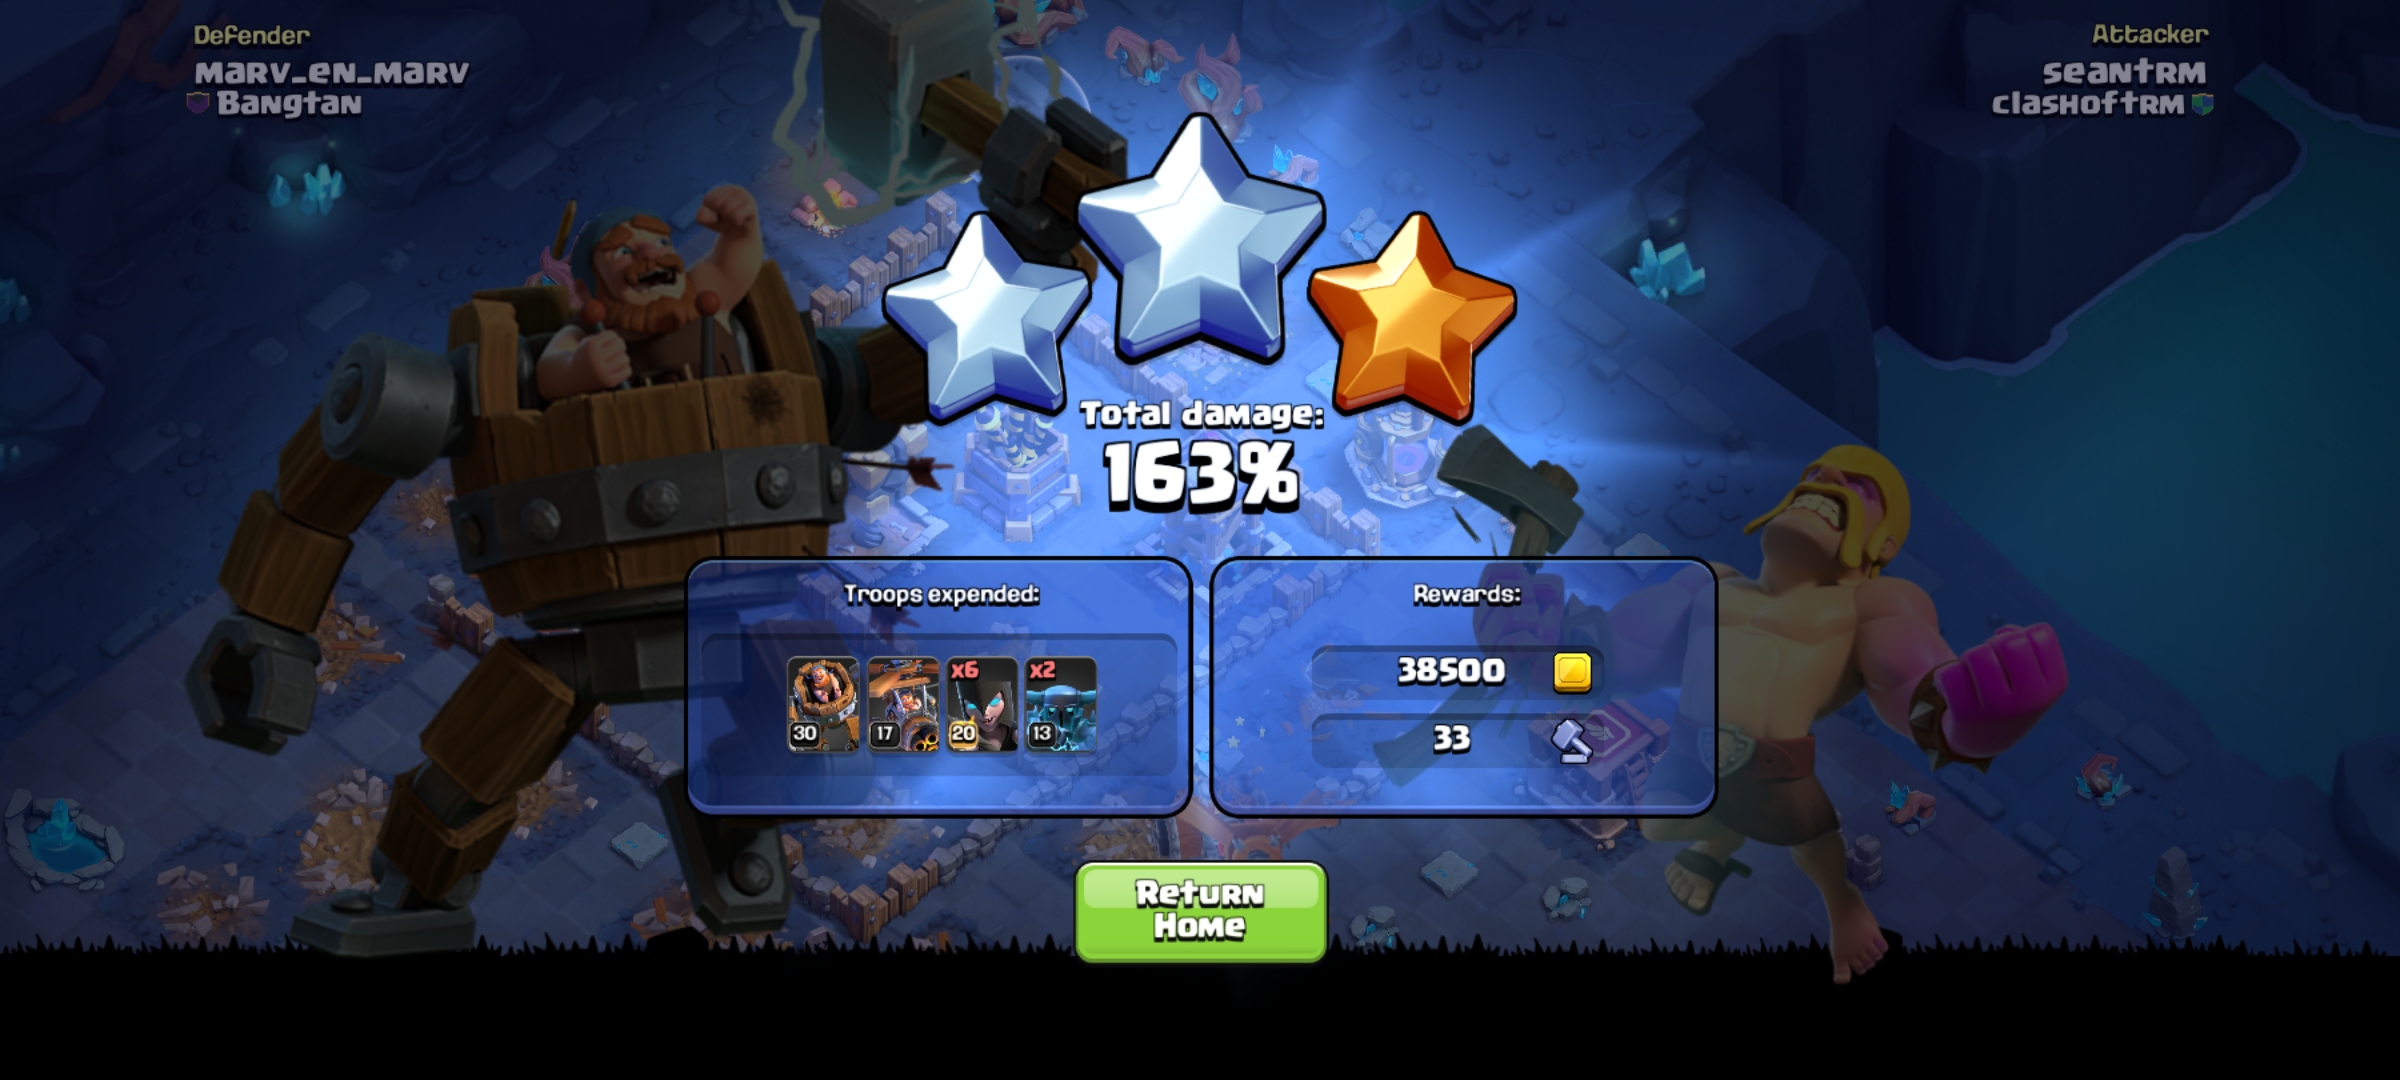 Defender
marv_en_marv
Bangtan
Attacker
seantrm
clashoftrm
Total damage:
163%
Troops expended:
x6
x2
30
17
20
13
Rewards:
38500
33
Return
Home